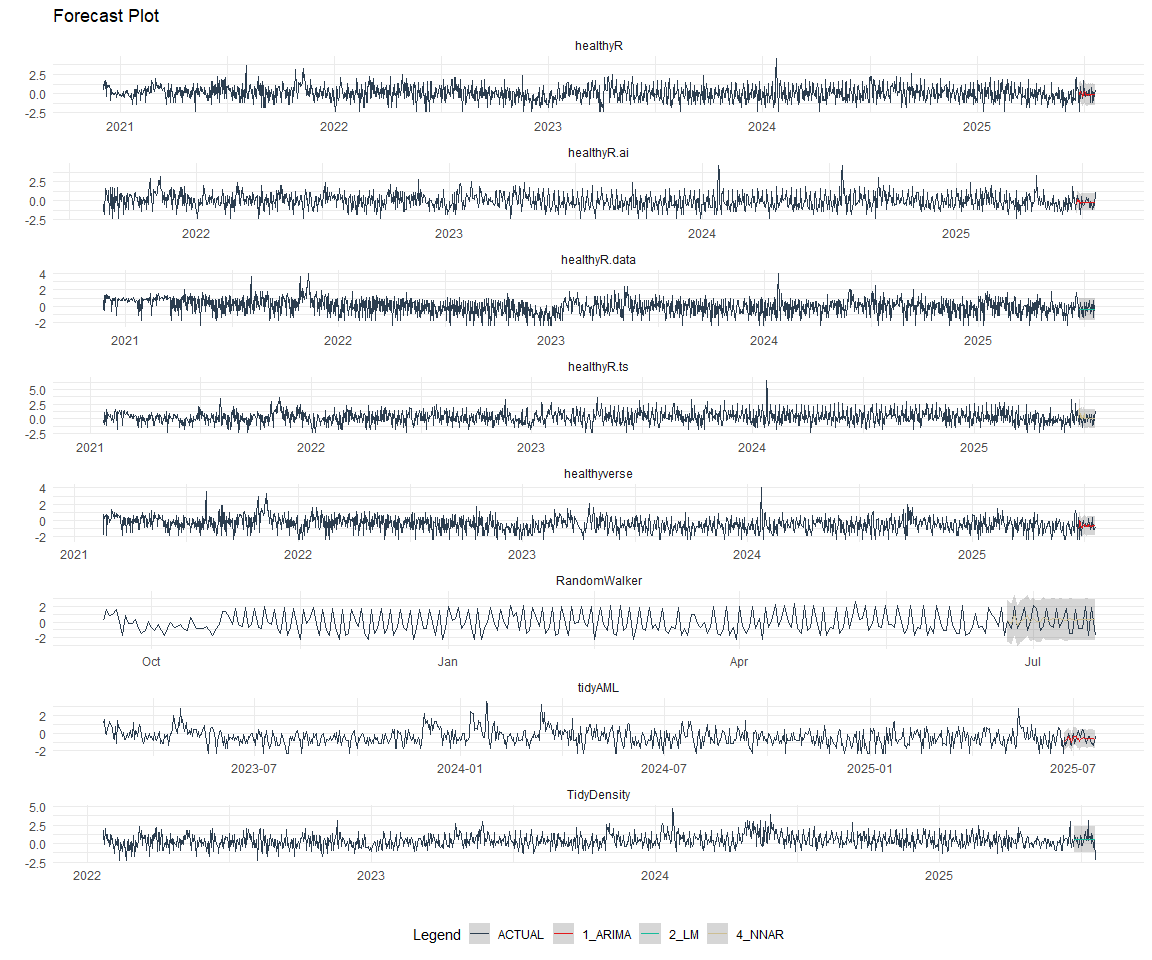 Forecast Plot
healthyR
2.5
0.0
-2.5
2021 2022 2023 2024 2025
healthyR.ai
2.5
0.0
-2.5
2022 2023 2024 2025
healthyR.data
4
2
0
-2
2021 2022 2023 2024 2025
healthyR.ts
5.0
2.5
0.0
-2.5
2021 2022 2023 2024 2025
healthyverse
4
2
0
-2
2021 2022 2023 2024 2025
RandomWalker
2
0
-2
Oct Jan Apr Jul
tidyAML
2
0
-2
2023-07 2024-01 2024-07 2025-01 2025-07
TidyDensity
5.0
2.5
0.0
-2.5
2022 2023 2024 2025
Legend ACTUAL 1_ARIMA 2_LM 4_NNAR